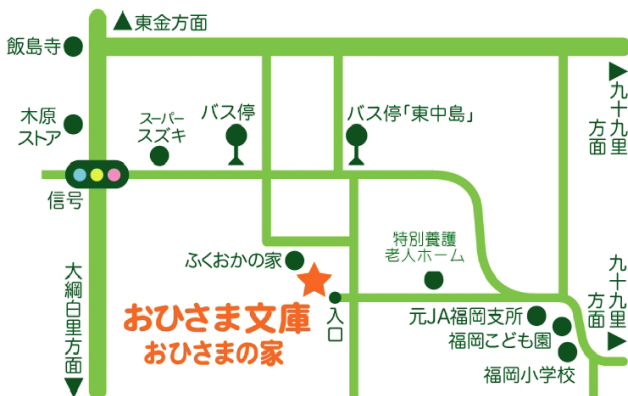 ▲東金方面
飯島寺
木原
ストア
スーパー
スズキ
バス停
バス停「東中島」
▶九十九里
方面
信号
ふくおかの家
特別養護
老人ホーム
大綱白里方面▼
おひさま文庫
おひさまの家
入口
元JA福岡支所
福岡こども園
福岡小学校
九十九里
方面▶